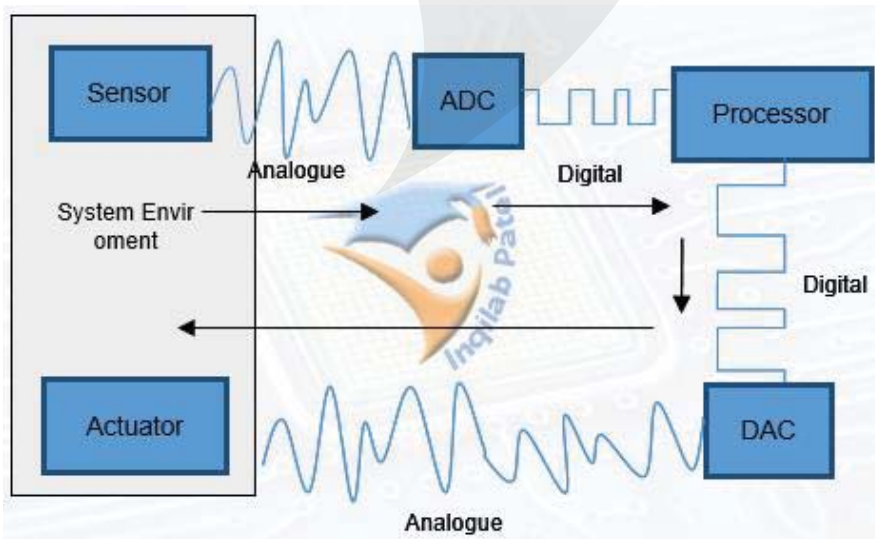 Sensor
ADC
Processor
Analogue
Digital
System Envir
oment
Inqilab Patel
Digital
Actuator
DAC
Analogue